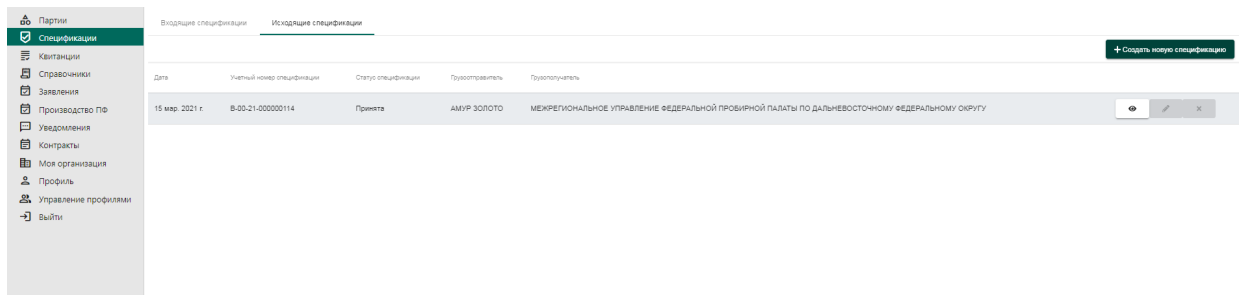 Партии
Спецификации
Квитанции
Справочники
Заявления
Производство ПФ
Уведомления
Контракты
Моя организация
Профиль
Управление профилями
Выйти
Входящие спецификации Исходящие спецификации
+ Создать новую спецификацию
Дата Учетный номер спецификации Статус спецификации Грузоотправитель Грузополучатель
15 мар. 2021 г. B-00-21-000000114 Принята АМУР ЗОЛОТО МЕЖРЕГИОНАЛЬНОЕ УПРАВЛЕНИЕ ФЕДЕРАЛЬНОЙ ПРОБИРНОЙ ПАЛАТЫ ПО ДАЛЬНЕВОСТОЧНОМУ ФЕДЕРАЛЬНОМУ ОКРУГУ